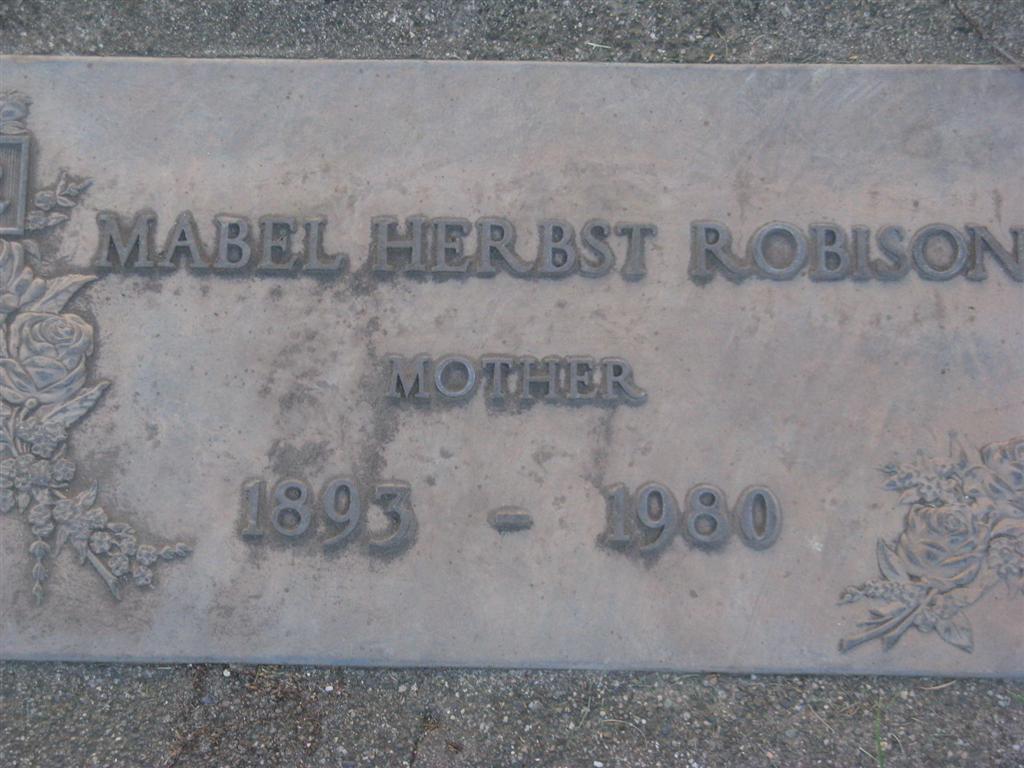 MABEL HERBST ROBISON
MOTHER
1893 - 1980